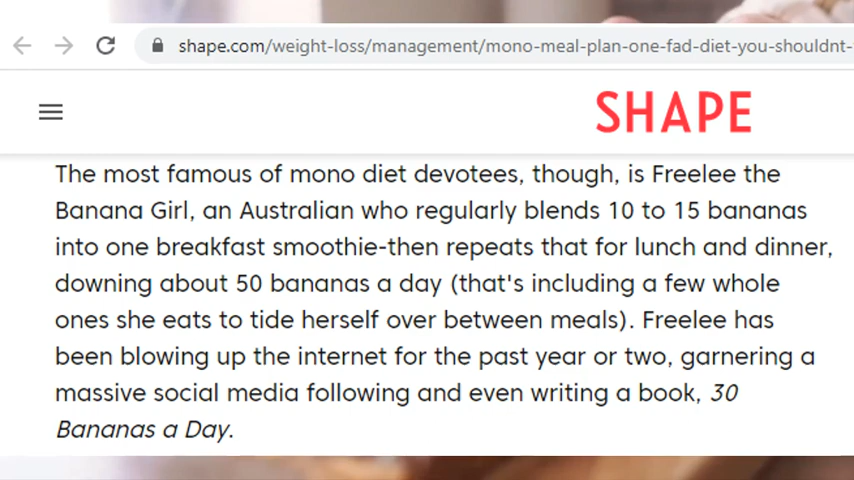 shape.com/weight-loss/management/mono-meal-plan-one-fad-diet-you-shouldnt-
SHAPE
The most famous of mono diet devotees, though, is Freelee the
Banana Girl, an Australian who regularly blends 10 to 15 bananas
into one breakfast smoothie-then repeats that for lunch and dinner,
downing about 50 bananas a day (that's including a few whole
ones she eats to tide herself over between meals). Freelee has
been blowing up the internet for the past year or two, garnering a
massive social media following and even writing a book, 30
Bananas a Day.